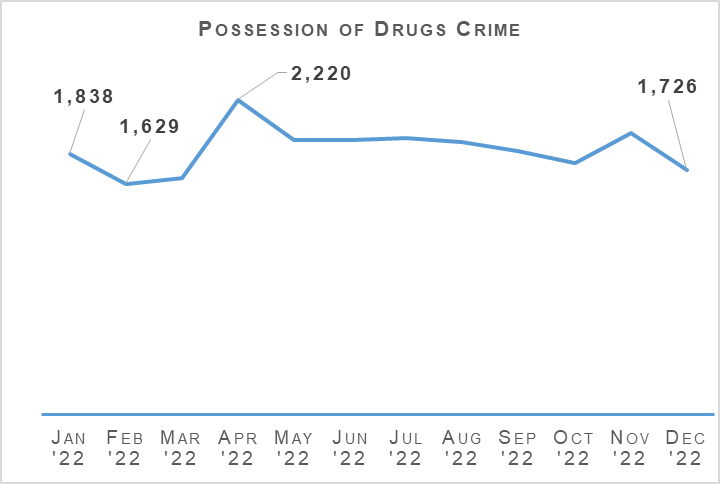 Possession of Drugs Crime
1,838
1,629
2,220
1,726
Jan Feb Mar Apr May Jun Jul Aug Sep Oct Nov Dec
'22 '22 '22 '22 '22 '22 '22 '22 '22 '22 '22 '22